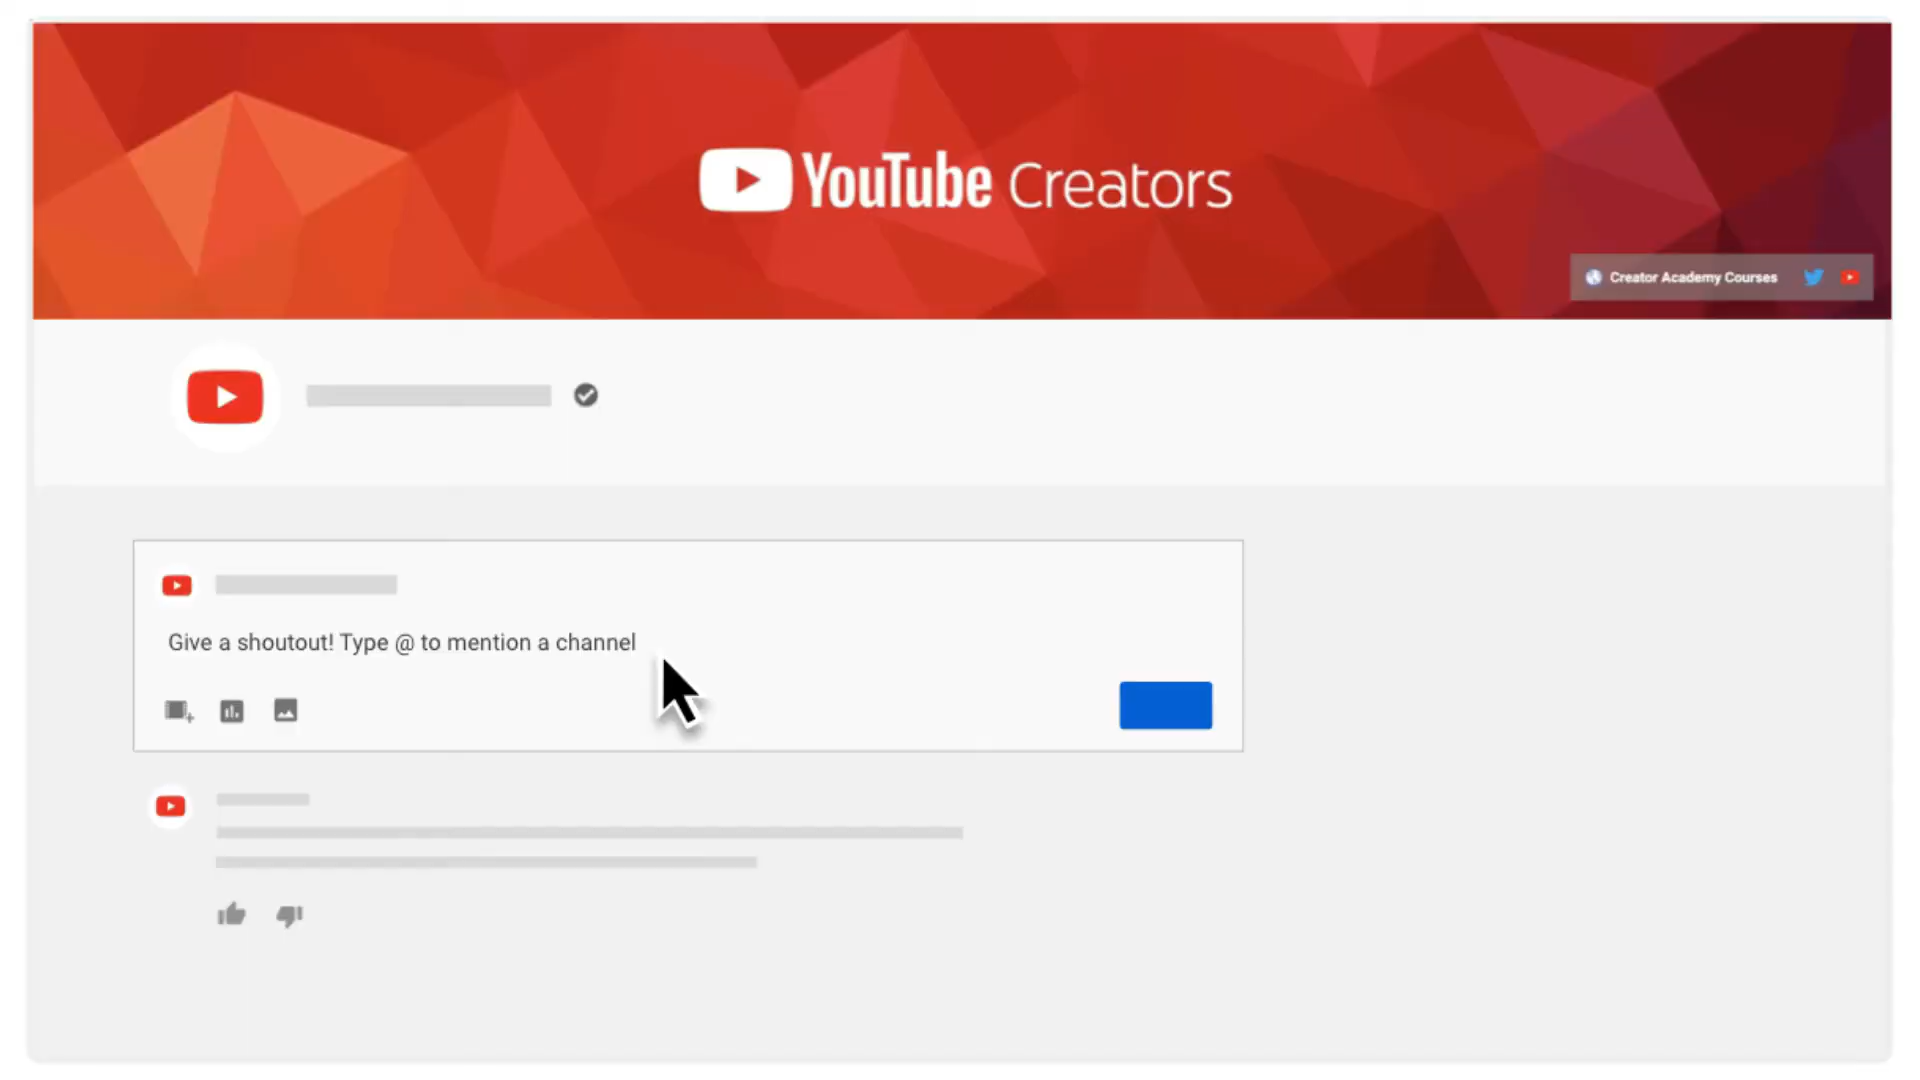 YouTube Creators
Creator Academy Courses
Give a shoutout! Type @ to mention a channel